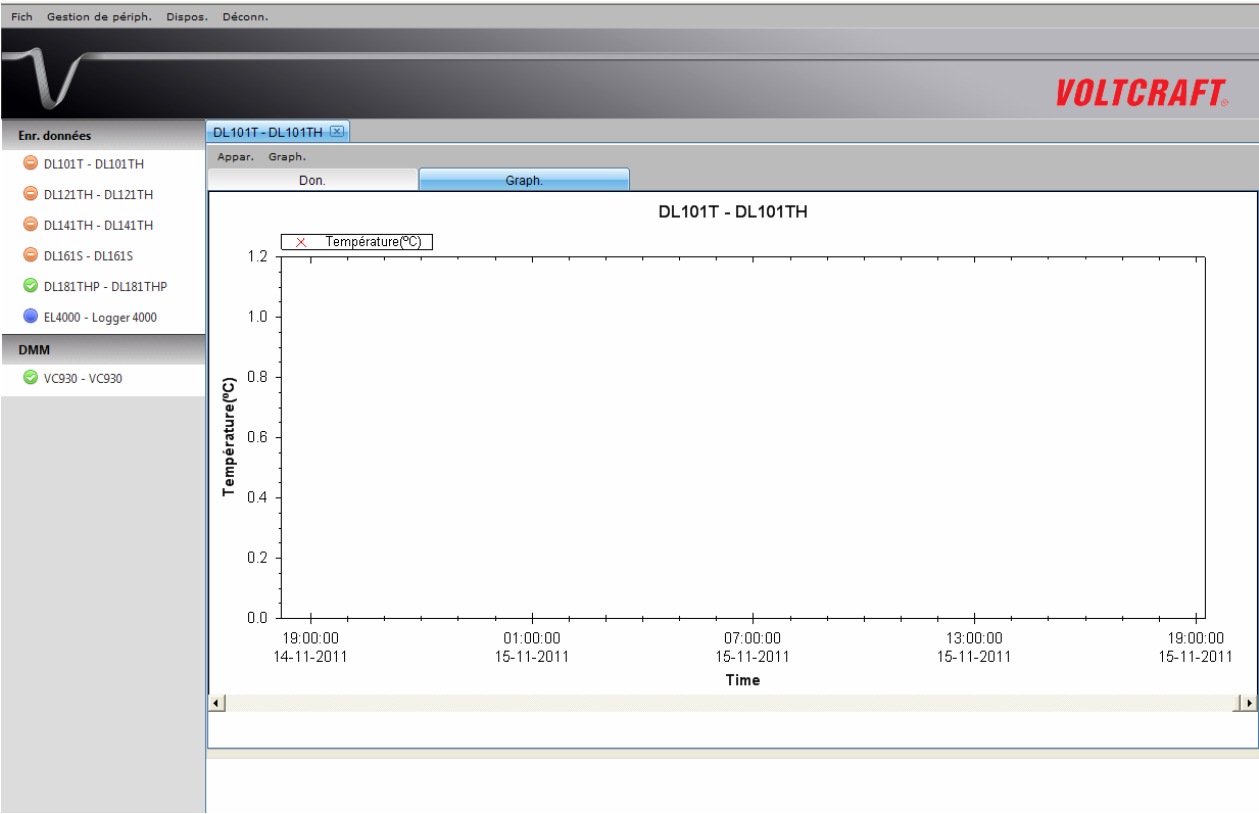 Fich Gestion de périph. Dispos. Déconn.
VOLTCRAFT®
Enr. données
DL101T - DL101TH
DL121TH - DL121TH
DL141TH - DL141TH
DL161S - DL161S
DL181THP - DL181THP
EL4000 - Logger 4000
DMM
VC930 - VC930
DL101T - DL101TH
Appar. Graph.
Don. Graph.
DL101T - DL101TH
Température(ºC)
1.2
1.0
0.8
0.6
0.4
0.2
0.0
Température(ºC)
19:00:00 01:00:00 07:00:00 13:00:00 19:00:00
14-11-2011 15-11-2011 15-11-2011 15-11-2011 15-11-2011
Time